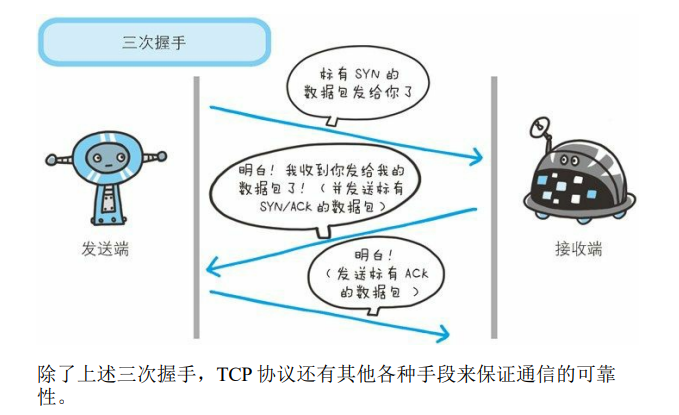 三次握手
标有 SYN 的
数据包发给你了
明白！我收到你发给我的
数据包了！（并发送标有
SYN/ACK 的数据包）
发送端
接收端
明白！
（发送标有 ACK
的数据包）
除了上述三次握手，TCP 协议还有其他各种手段来保证通信的可靠
性。